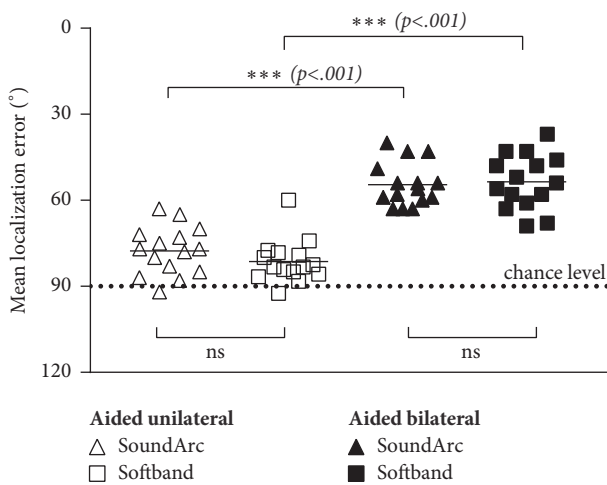 *** (p<.001)
*** (p<.001)
0
30
60
90
120
Mean localization error (°)
chance level
ns
ns
Aided unilateral
△ SoundArc
□ Softband
Aided bilateral
▲ SoundArc
■ Softband